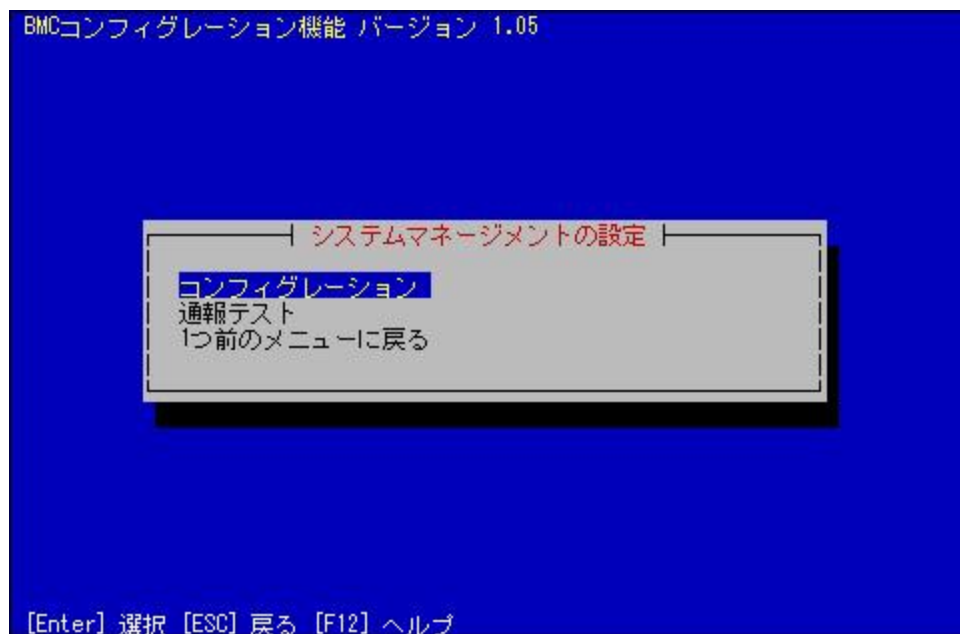 BMCコンフィグレーション機能 バージョン 1.05
システムマネージメントの設定
コンフィグレーション
通報テスト
1つ前のメニューに戻る
[Enter] 選択 [ESC] 戻る [F12] ヘルプ